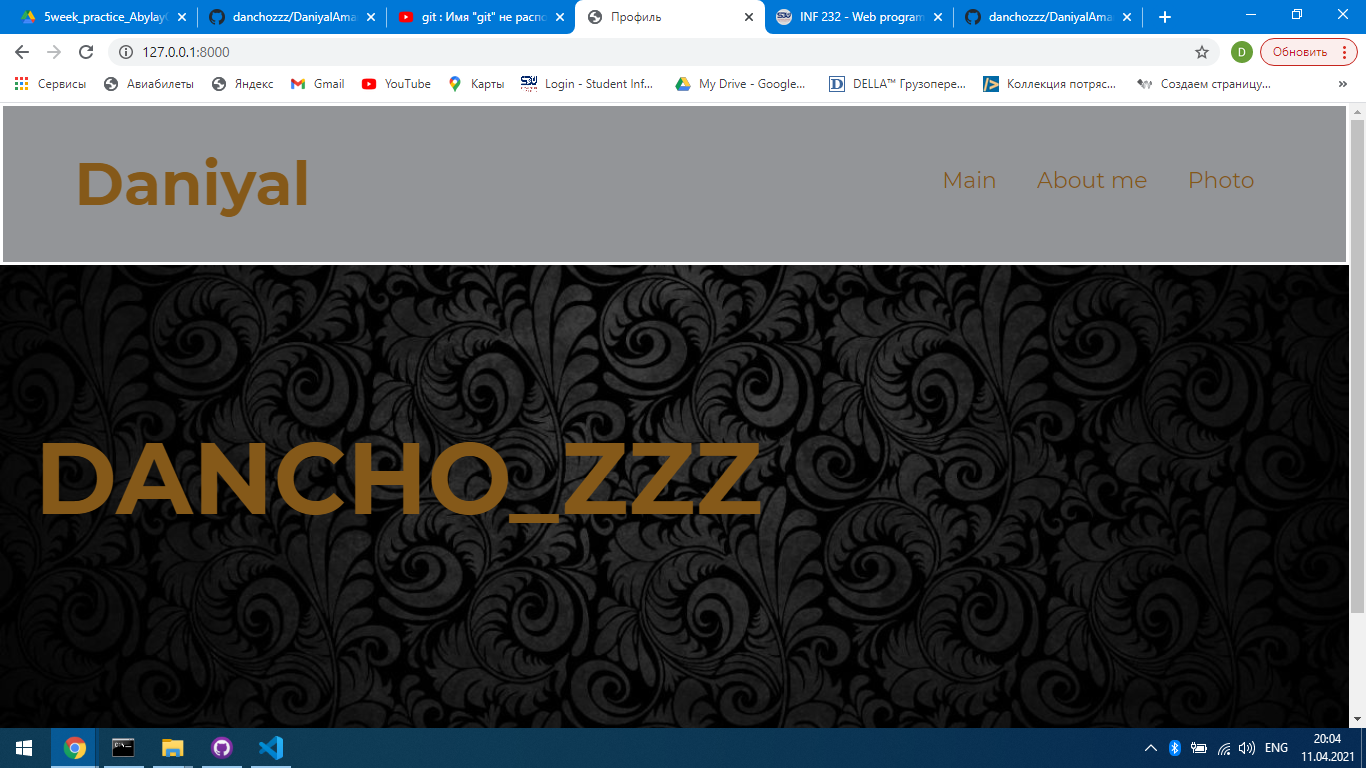 5week_practice_Abylay
danchozzz/DaniyalAma
git : Имя "git" не распо
Профиль
INF 232 - Web program
danchozzz/DaniyalAma
127.0.0.1:8000
D
Обновить
Сервисы
Авиабилеты
Яндекс
Gmail
YouTube
Карты
Login - Student Inf...
My Drive - Google...
DELLA™ Грузопере...
Коллекция потряс...
Создаем страницу...
»
Daniyal
Main
About me
Photo
DANCHO_ZZZ
ENG
20:04
11.04.2021